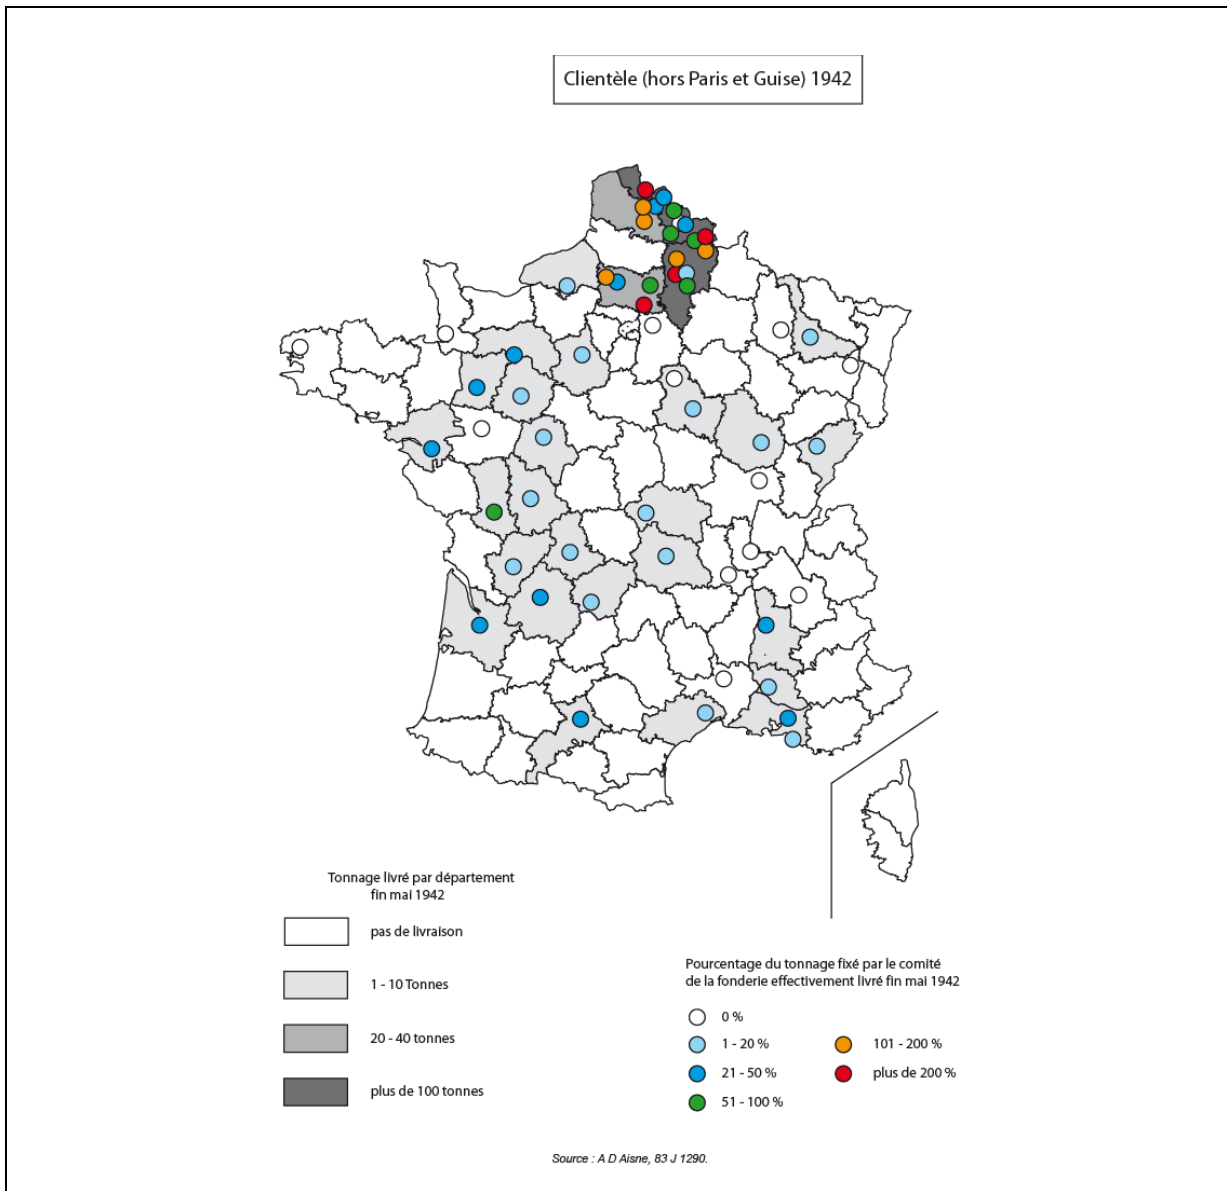 Clientèle (hors Paris et Guise) 1942
Tonnage livré par département
fin mai 1942
pas de livraison
1 - 10 Tonnes
20 - 40 tonnes
plus de 100 tonnes
Pourcentage du tonnage fixé par le comité
de la fonderie effectivement livré fin mai 1942
0 %
1 - 20 %
21 - 50 %
51 - 100 %
101 - 200 %
plus de 200 %
Source : A D Aisne, 83 J 1290.